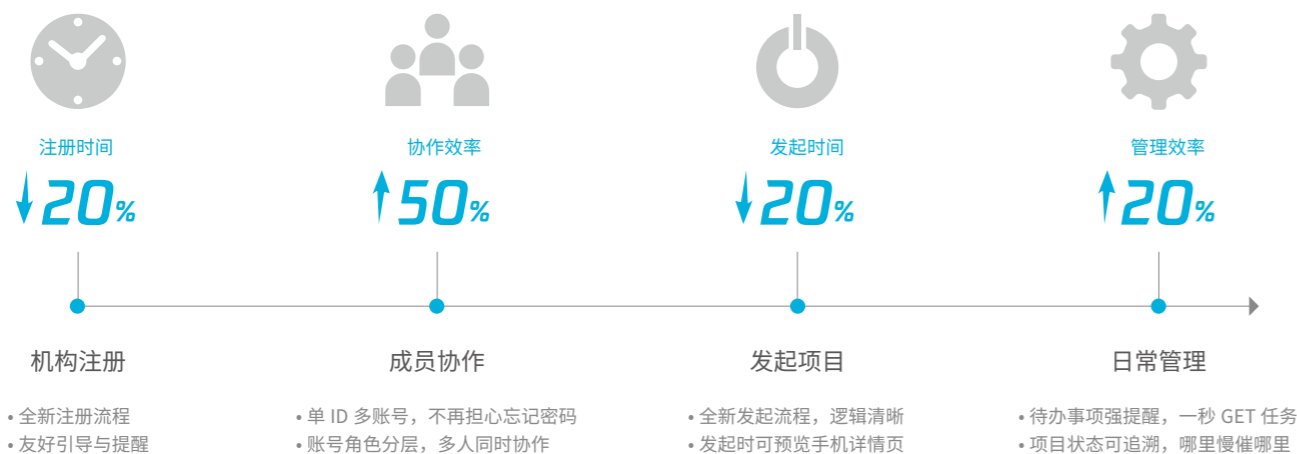 注册时间
协作效率
发起时间
管理效率
20%
50%
20%
20%
机构注册
成员协作
发起项目
日常管理
• 全新注册流程
• 友好引导与提醒
• 单 ID 多账号，不再担心忘记密码
• 账号角色分层，多人同时协作
• 全新发起流程，逻辑清晰
• 发起时可预览手机详情页
• 待办事项强提醒，一秒 GET 任务
• 项目状态可追溯，哪里慢催哪里